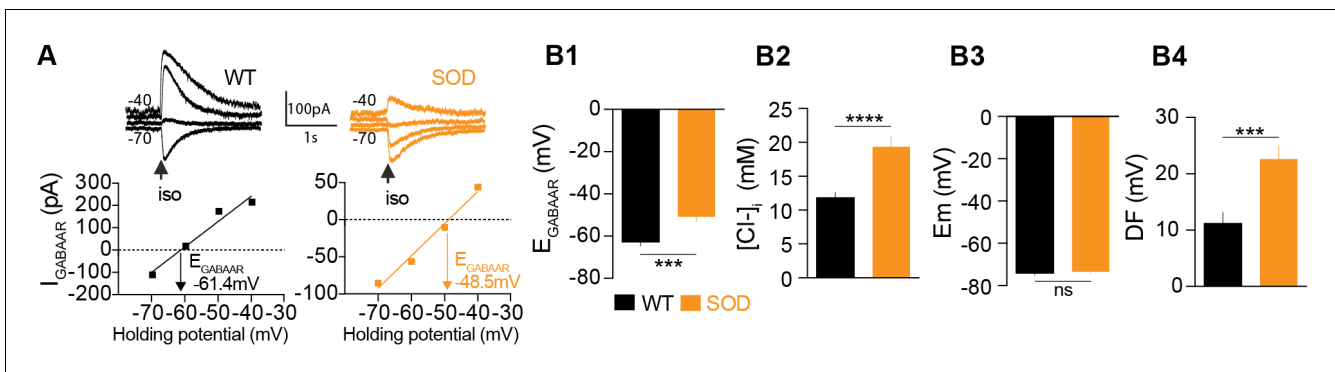 A
WT
SOD
-40
-70
100pA
1s
-40
-70
iso
iso
I_GABAAR (pA)
300
200
100
0
-100
-200
E_GABAAR
-61.4mV
-70 -60 -50 -40 -30
Holding potential (mV)
50
0
-50
-100
E_GABAAR
-48.5mV
-70 -60 -50 -40 -30
Holding potential (mV)
B1
E_GABAAR (mV)
0
-20
-40
-60
-80
***
WT SOD
B2
[Cl-]i (mM)
25
20
15
10
5
0
****
B3
Em (mV)
0
-20
-40
-60
-80
ns
B4
DF (mV)
30
20
10
0
***